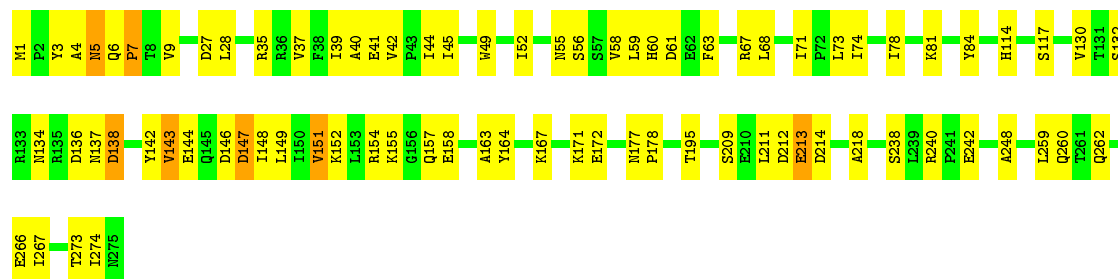 M1 P2 Y3 A4 N5 Q6 P7 T8 V9 D27 L28 R35 R36 V37 F38 I39 A40 E41 V42 P43 I44 I45 W49 I52 N55 S56 S57 V58 L59 H60 D61 E62 F63 R67 L68 I71 P72 L73 I74 I78 K81 Y84 H114 S117 V130 T131 S132
R133 N134 R135 D136 N137 D138 Y142 V143 E144 Q145 D146 D147 I148 L149 I150 V151 K152 L153 R154 K155 G156 Q157 E158 A163 Y164 K167 K171 E172 N177 P178 T195 S209 E210 L211 D212 E213 D214 A218 S238 L239 R240 P241 E242 A248 L259 Q260 T261 Q262
E266 I267 T273 I274 N275